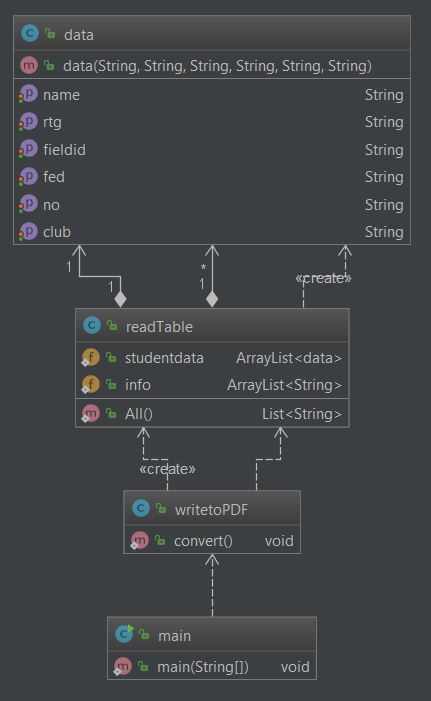 data
data(String, String, String, String, String, String)
name String
rtg String
fieldid String
fed String
no String
club String
1 * «create»
1 1
readTable
studentdata ArrayList<data>
info ArrayList<String>
All() List<String>
«create»
writetoPDF
convert() void
main
main(String[]) void